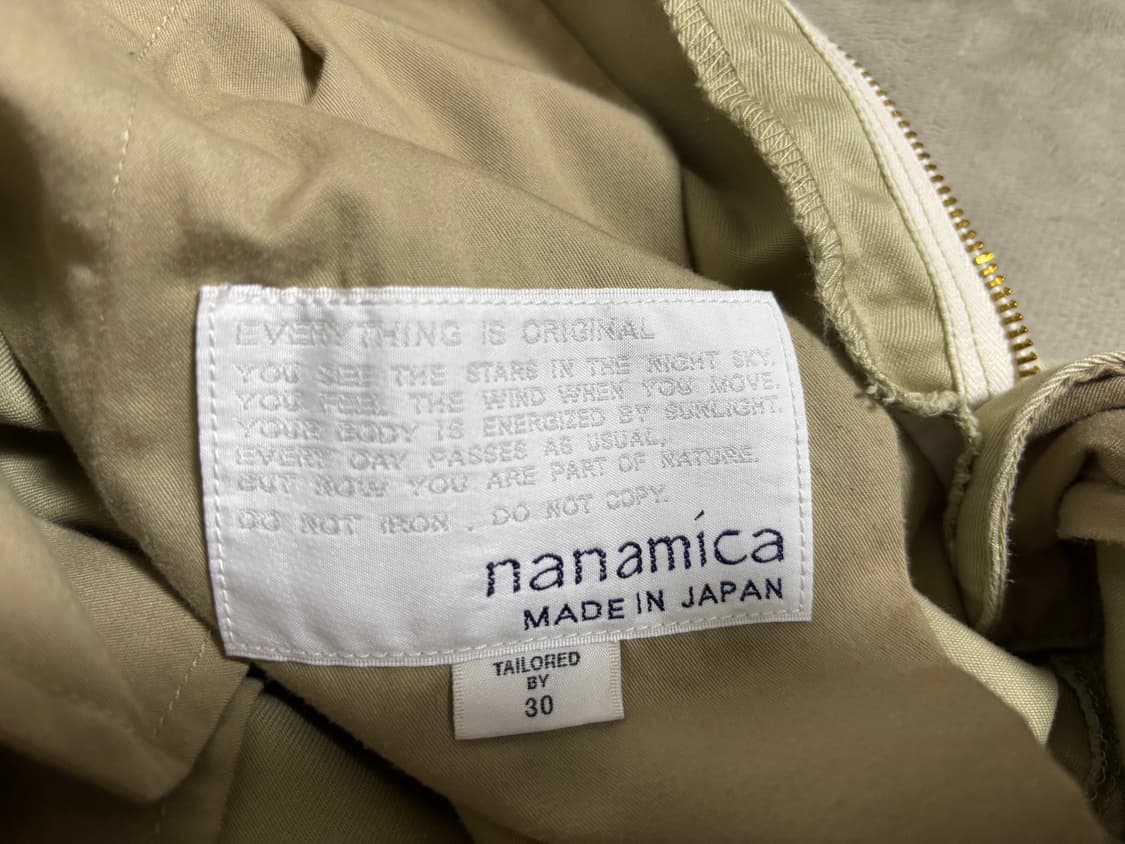 EVERYTHING IS ORIGINAL
YOU SEE THE STARS IN THE NIGHT SKY.
YOU FEEL THE WIND WHEN YOU MOVE.
YOUR BODY IS ENERGIZED BY SUNLIGHT.
EVERY DAY PASSES AS USUAL,
BUT NOW YOU ARE PART OF NATURE.
DO NOT IRON . DO NOT COPY.
nanamíca
MADE IN JAPAN
TAILORED
BY
30